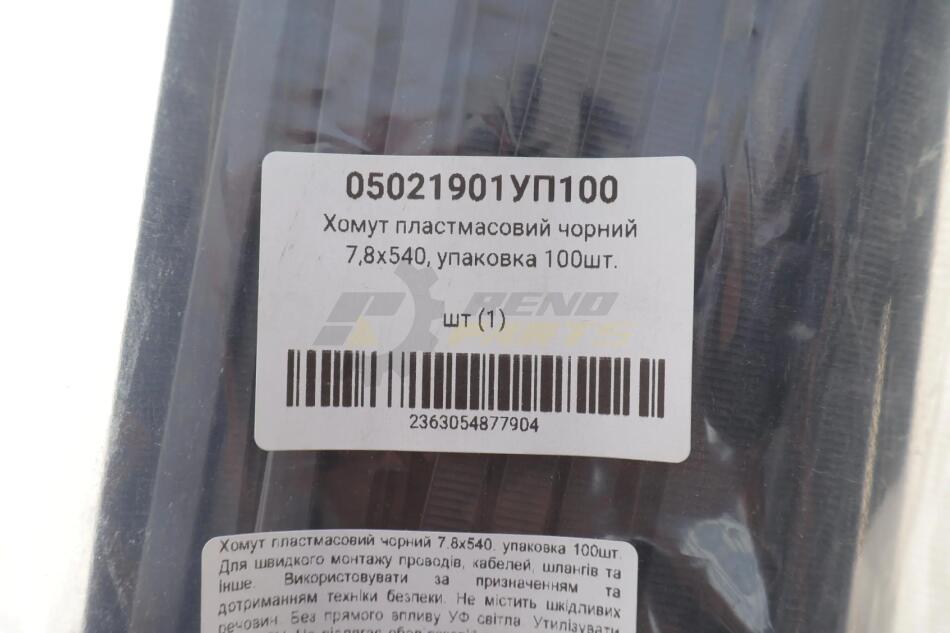 05021901УП100
Хомут пластмасовий чорний
7,8х540, упаковка 100шт.
RENO
PARTS
шт (1)
2363054877904
Хомут пластмасовий чорний 7.8х540. упаковка 100шт.
Для швидкого монтажу проводів, кабелей, шлангів та
інше. Використовувати за призначенням та
дотриманням техніки безпеки. Не містить шкідливих
речовин. Без прямого впливу УФ світла. Утилізувати